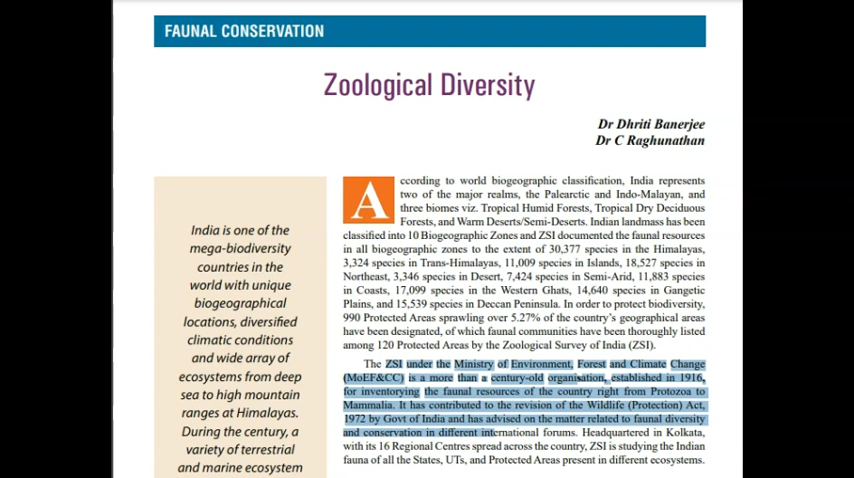 FAUNAL CONSERVATION
Zoological Diversity
Dr Dhriti Banerjee
Dr C Raghunathan
India is one of the
mega-biodiversity
countries in the
world with unique
biogeographical
locations, diversified
climatic conditions
and wide array of
ecosystems from deep
sea to high mountain
ranges at Himalayas.
During the century, a
variety of terrestrial
and marine ecosystem
According to world biogeographic classification, India represents
two of the major realms, the Palearctic and Indo-Malayan, and
three biomes viz. Tropical Humid Forests, Tropical Dry Deciduous
Forests, and Warm Deserts/Semi-Deserts. Indian landmass has been
classified into 10 Biogeographic Zones and ZSI documented the faunal resources
in all biogeographic zones to the extent of 30,377 species in the Himalayas,
3,324 species in Trans-Himalayas, 11,009 species in Islands, 18,527 species in
Northeast, 3,346 species in Desert, 7,424 species in Semi-Arid, 11,883 species
in Coasts, 17,099 species in the Western Ghats, 14,640 species in Gangetic
Plains, and 15,539 species in Deccan Peninsula. In order to protect biodiversity,
990 Protected Areas sprawling over 5.27% of the country's geographical areas
have been designated, of which faunal communities have been thoroughly listed
among 120 Protected Areas by the Zoological Survey of India (ZSI).
The ZSI under the Ministry of Environment, Forest and Climate Change
(MoEF&CC) is a more than a century-old organisation, established in 1916,
for inventorying the faunal resources of the country right from Protozoa to
Mammalia. It has contributed to the revision of the Wildlife (Protection) Act,
1972 by Govt of India and has advised on the matter related to faunal diversity
and conservation in different international forums. Headquartered in Kolkata,
with its 16 Regional Centres spread across the country, ZSI is studying the Indian
fauna of all the States, UTs, and Protected Areas present in different ecosystems.